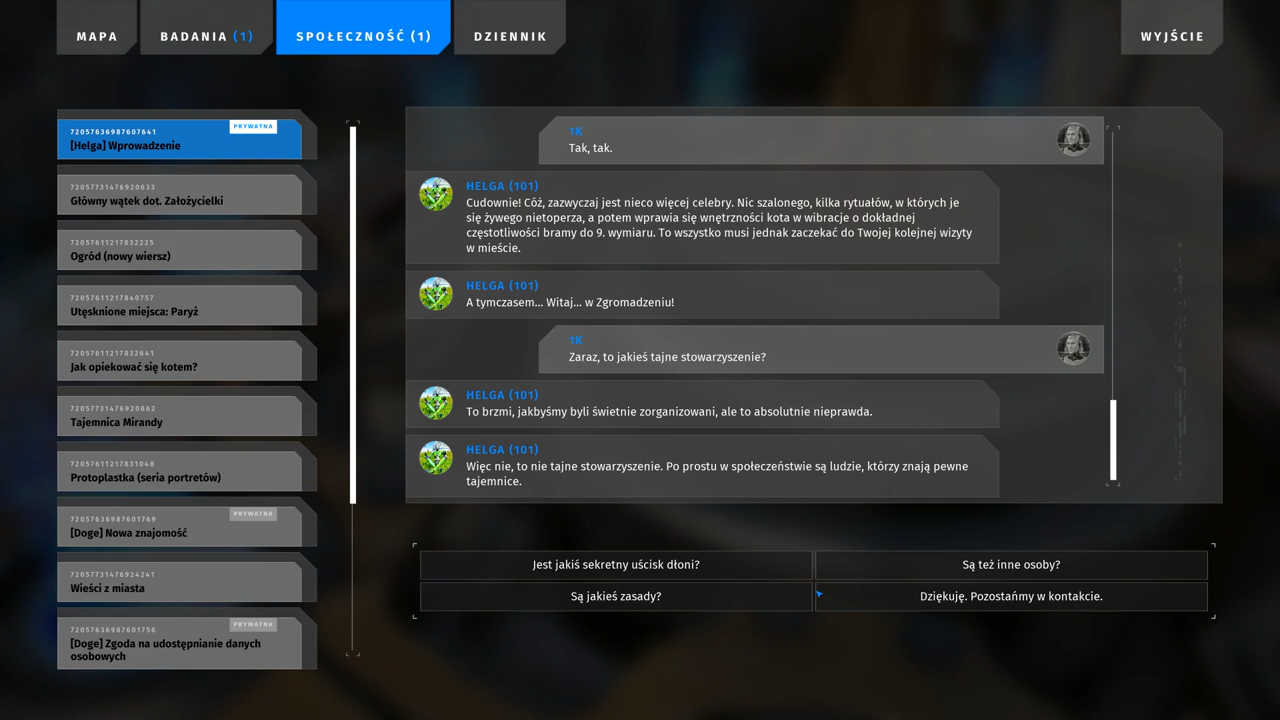 MAPA
BADANIA (1)
SPOŁECZNOŚĆ (1)
DZIENNIK
WYJŚCIE
PRYWATNA
72057636987607641
[Helga] Wprowadzenie
72057731476920633
Główny wątek dot. Założycielki
72057611217832225
Ogród (nowy wiersz)
72057611217840757
Utęsknione miejsca: Paryż
72057611217832641
Jak opiekować się kotem?
72057731476920862
Tajemnica Mirandy
72057611217831048
Protoplastka (seria portretów)
PRYWATNA
72057636987601769
[Doge] Nowa znajomość
72057731476924241
Wieści z miasta
PRYWATNA
72057636987601756
[Doge] Zgoda na udostępnianie danych
osobowych
1K
Tak, tak.
HELGA (101)
Cudownie! Cóż, zazwyczaj jest nieco więcej celebry. Nic szalonego, kilka rytuałów, w których je
się żywego nietoperza, a potem wprawia się wnętrzności kota w wibracje o dokładnej
częstotliwości bramy do 9. wymiaru. To wszystko musi jednak zaczekać do Twojej kolejnej wizyty
w mieście.
HELGA (101)
A tymczasem... Witaj... w Zgromadzeniu!
1K
Zaraz, to jakieś tajne stowarzyszenie?
HELGA (101)
To brzmi, jakbyśmy byli świetnie zorganizowani, ale to absolutnie nieprawda.
HELGA (101)
Więc nie, to nie tajne stowarzyszenie. Po prostu w społeczeństwie są ludzie, którzy znają pewne
tajemnice.
Jest jakiś sekretny uścisk dłoni?
Są też inne osoby?
Są jakieś zasady?
Dziękuję. Pozostańmy w kontakcie.